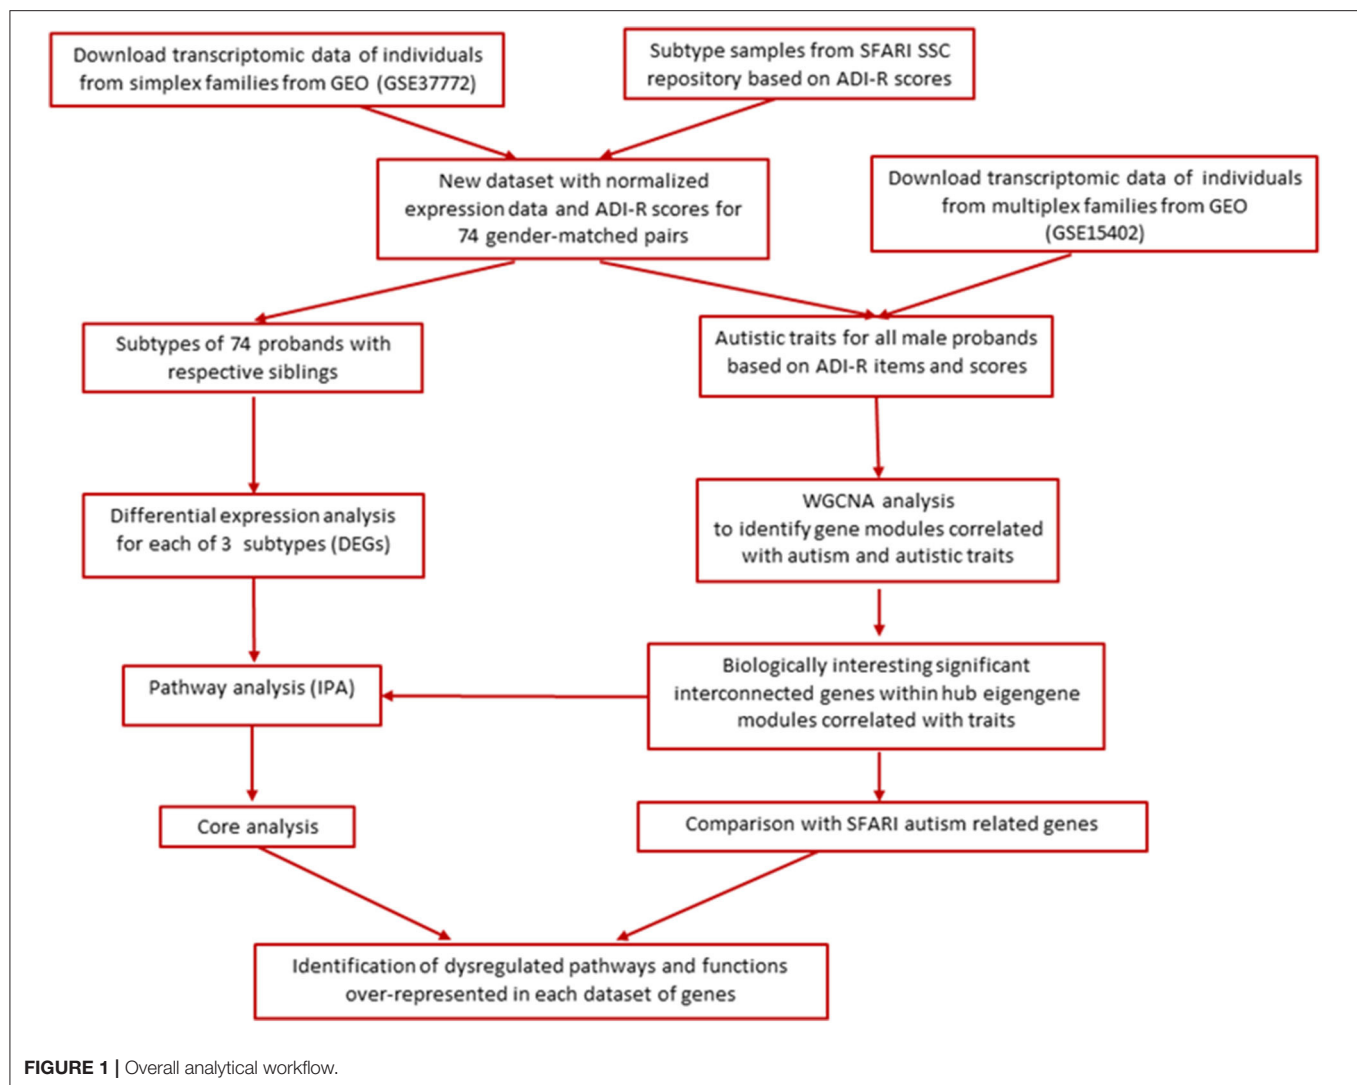 Download transcriptomic data of individuals
from simplex families from GEO (GSE37772)
Subtype samples from SFARI SSC
repository based on ADI-R scores
New dataset with normalized
expression data and ADI-R scores for
74 gender-matched pairs
Download transcriptomic data of individuals
from multiplex families from GEO
(GSE15402)
Subtypes of 74 probands with
respective siblings
Autistic traits for all male probands
based on ADI-R items and scores
Differential expression analysis
for each of 3 subtypes (DEGs)
WGCNA analysis
to identify gene modules correlated
with autism and autistic traits
Pathway analysis (IPA)
Biologically interesting significant
interconnected genes within hub eigengene
modules correlated with traits
Core analysis
Comparison with SFARI autism related genes
Identification of dysregulated pathways and functions
over-represented in each dataset of genes
FIGURE 1 | Overall analytical workflow.